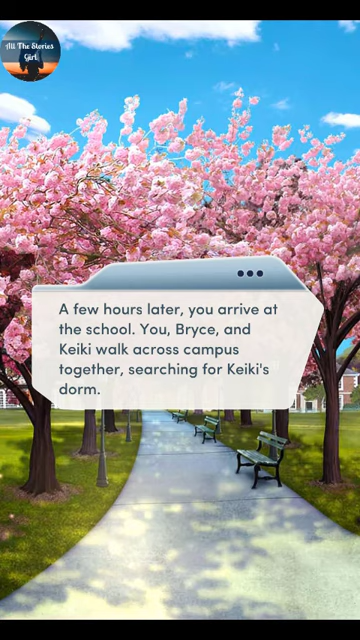 All The Stories
Girl
A few hours later, you arrive at
the school. You, Bryce, and
Keiki walk across campus
together, searching for Keiki's
dorm.